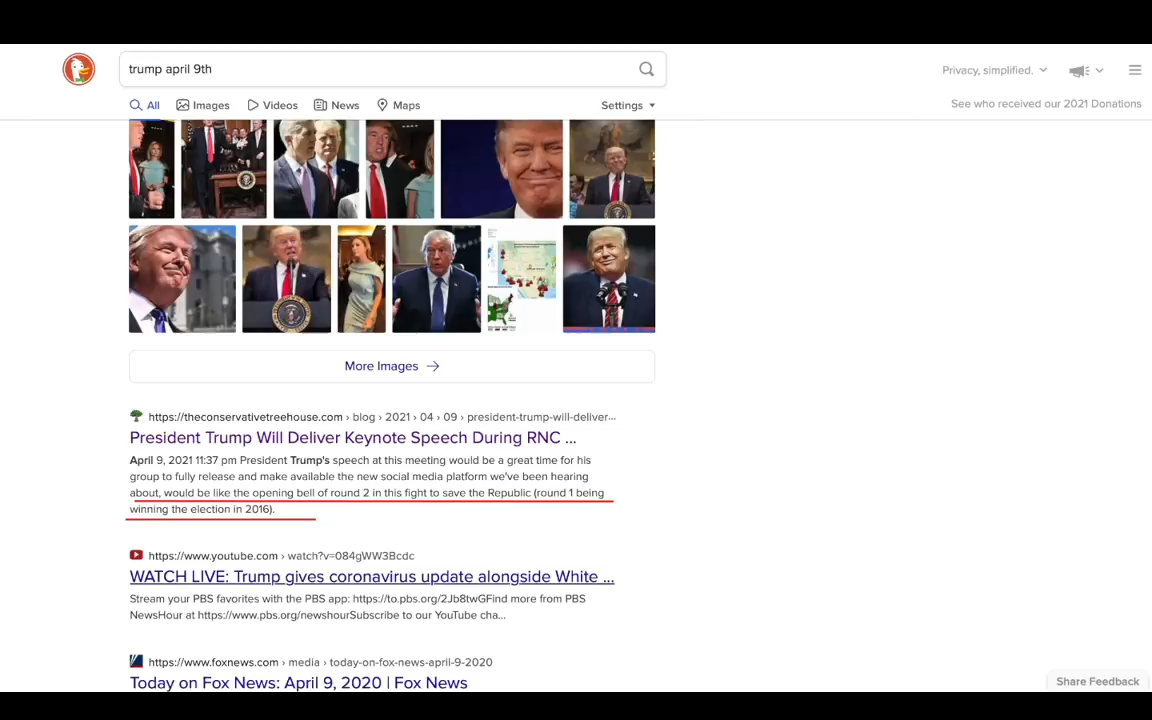 trump april 9th
Privacy, simplified.
All Images Videos News Maps Settings
See who received our 2021 Donations
More Images
https://theconservativetreehouse.com › blog › 2021 › 04 › 09 › president-trump-will-deliver...
President Trump Will Deliver Keynote Speech During RNC ...
April 9, 2021 11:37 pm President Trump's speech at this meeting would be a great time for his
group to fully release and make available the new social media platform we've been hearing
about, would be like the opening bell of round 2 in this fight to save the Republic (round 1 being
winning the election in 2016).
https://www.youtube.com › watch?v=084gWW3Bcdc
WATCH LIVE: Trump gives coronavirus update alongside White ...
Stream your PBS favorites with the PBS app: https://to.pbs.org/2Jb8twGFind more from PBS
NewsHour at https://www.pbs.org/newshourSubscribe to our YouTube cha...
https://www.foxnews.com › media › today-on-fox-news-april-9-2020
Today on Fox News: April 9, 2020 | Fox News
Share Feedback